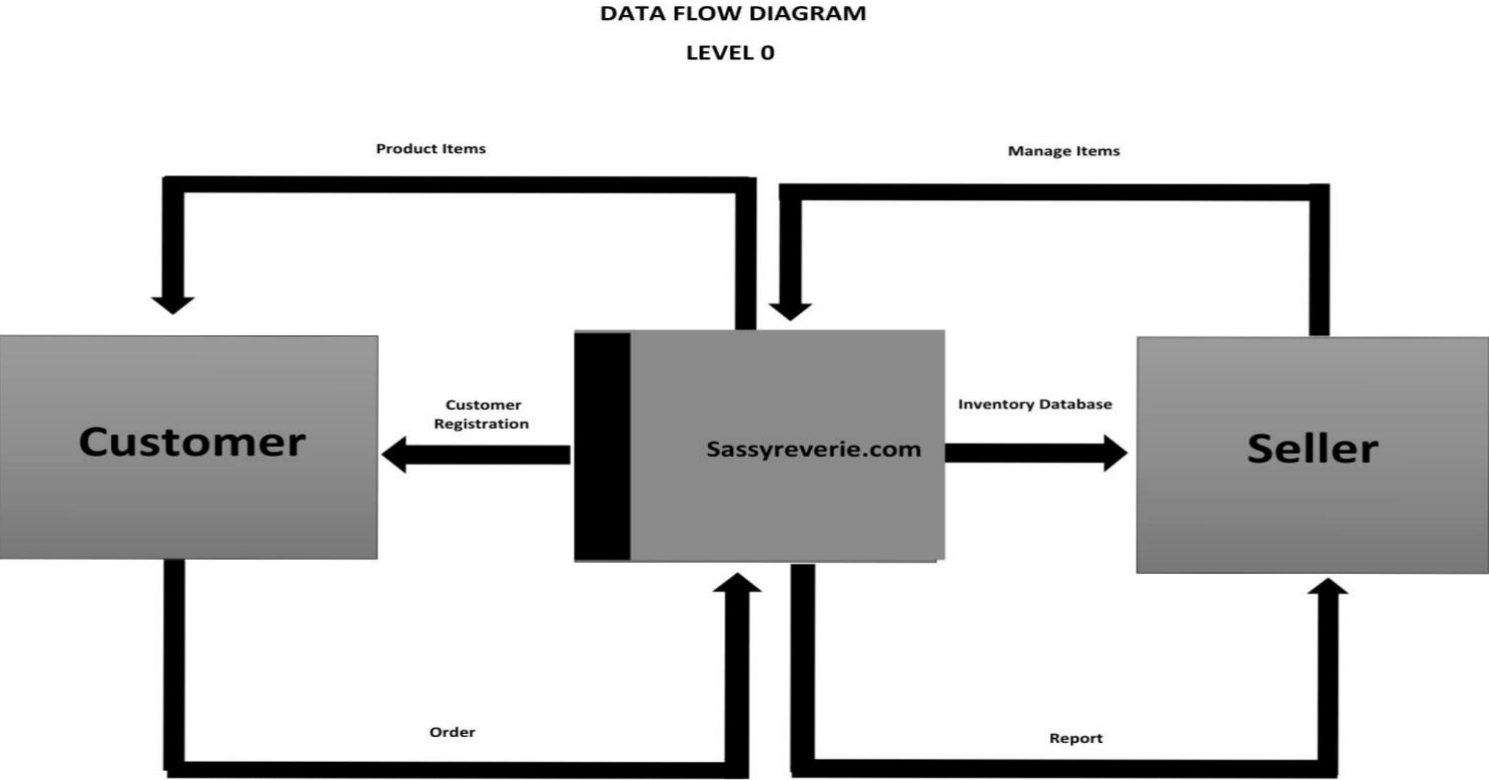 DATA FLOW DIAGRAM
LEVEL 0
Product Items
Manage Items
Customer
Customer
Registration
Sassyreverie.com
Inventory Database
Seller
Order
Report